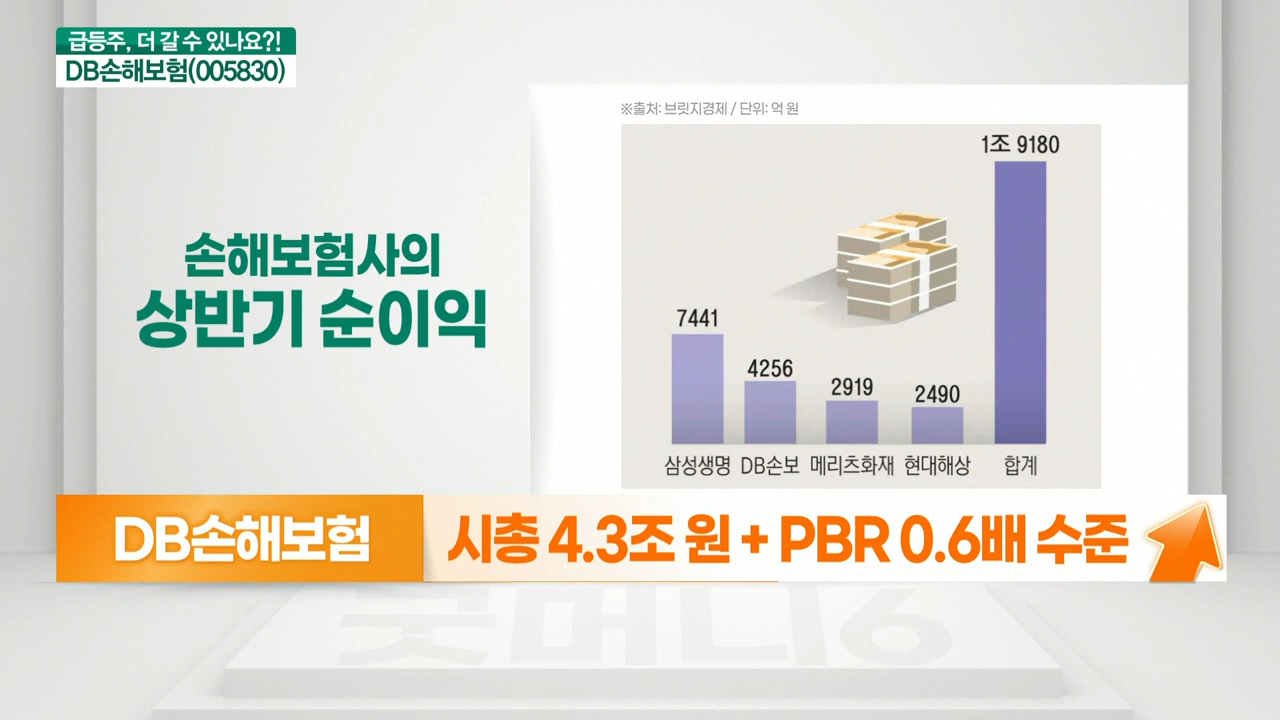 급등주, 더 갈 수 있나요?!
DB손해보험(005830)
※출처: 브릿지경제 / 단위: 억 원
손해보험사의
상반기 순이익
1조 9180
7441
4256
2919
2490
삼성생명 DB손보 메리츠화재 현대해상 합계
DB손해보험
시총 4.3조 원 + PBR 0.6배 수준
굿머니6